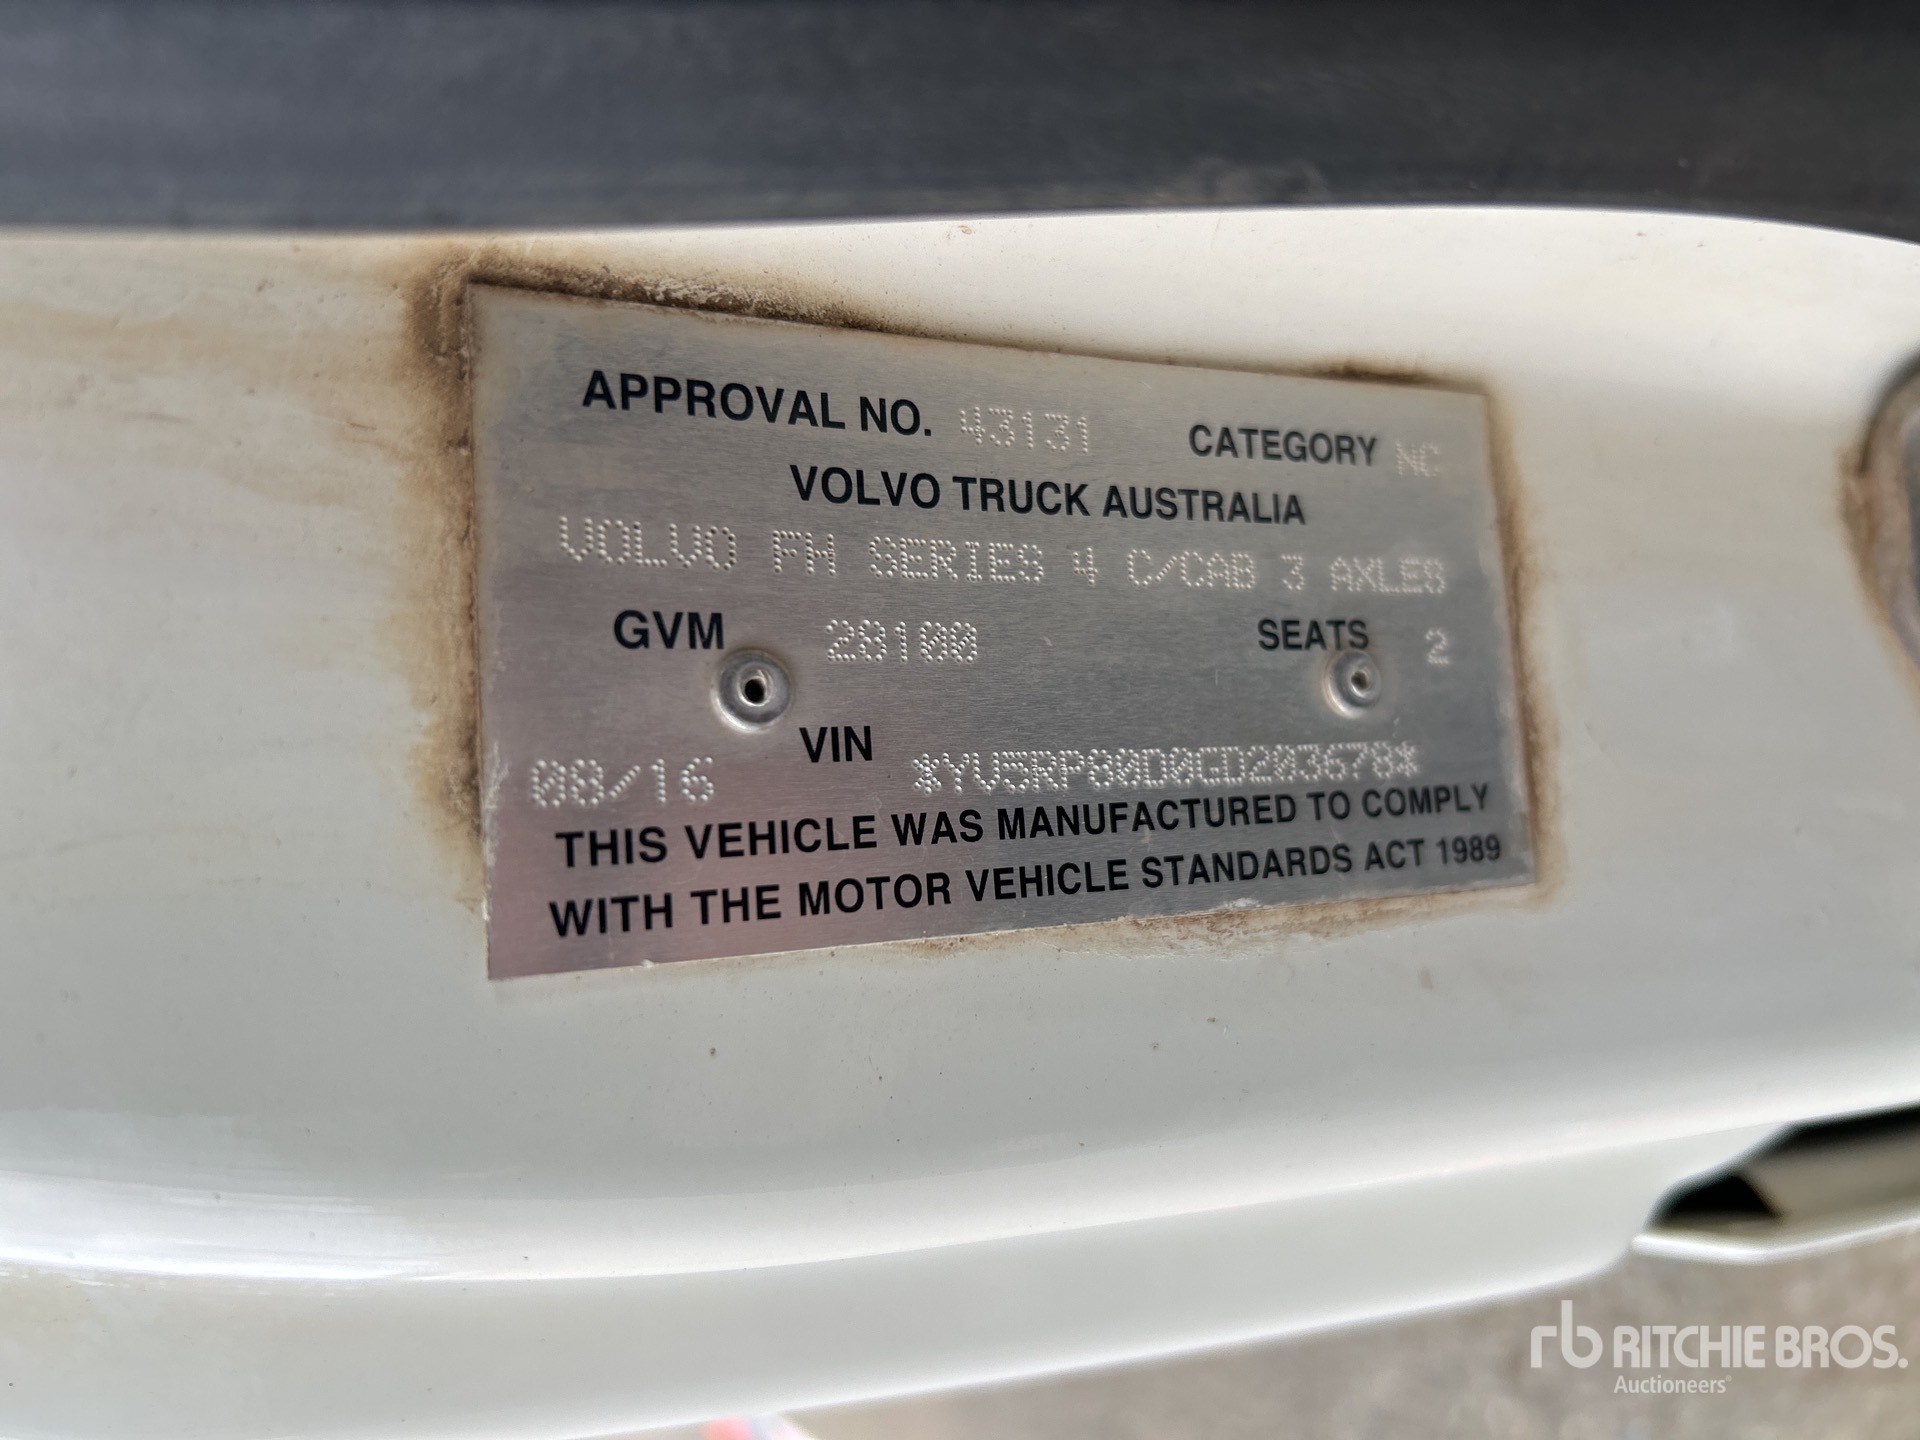 APPROVAL NO. 43131 CATEGORY NC
VOLVO TRUCK AUSTRALIA
VOLVO FH SERIES 4 C/CAB 3 AXLES
GVM 28100 SEATS 2
08/16 VIN *YV5RP80D0GD203678*
THIS VEHICLE WAS MANUFACTURED TO COMPLY
WITH THE MOTOR VEHICLE STANDARDS ACT 1989
rb RITCHIE BROS.
Auctioneers